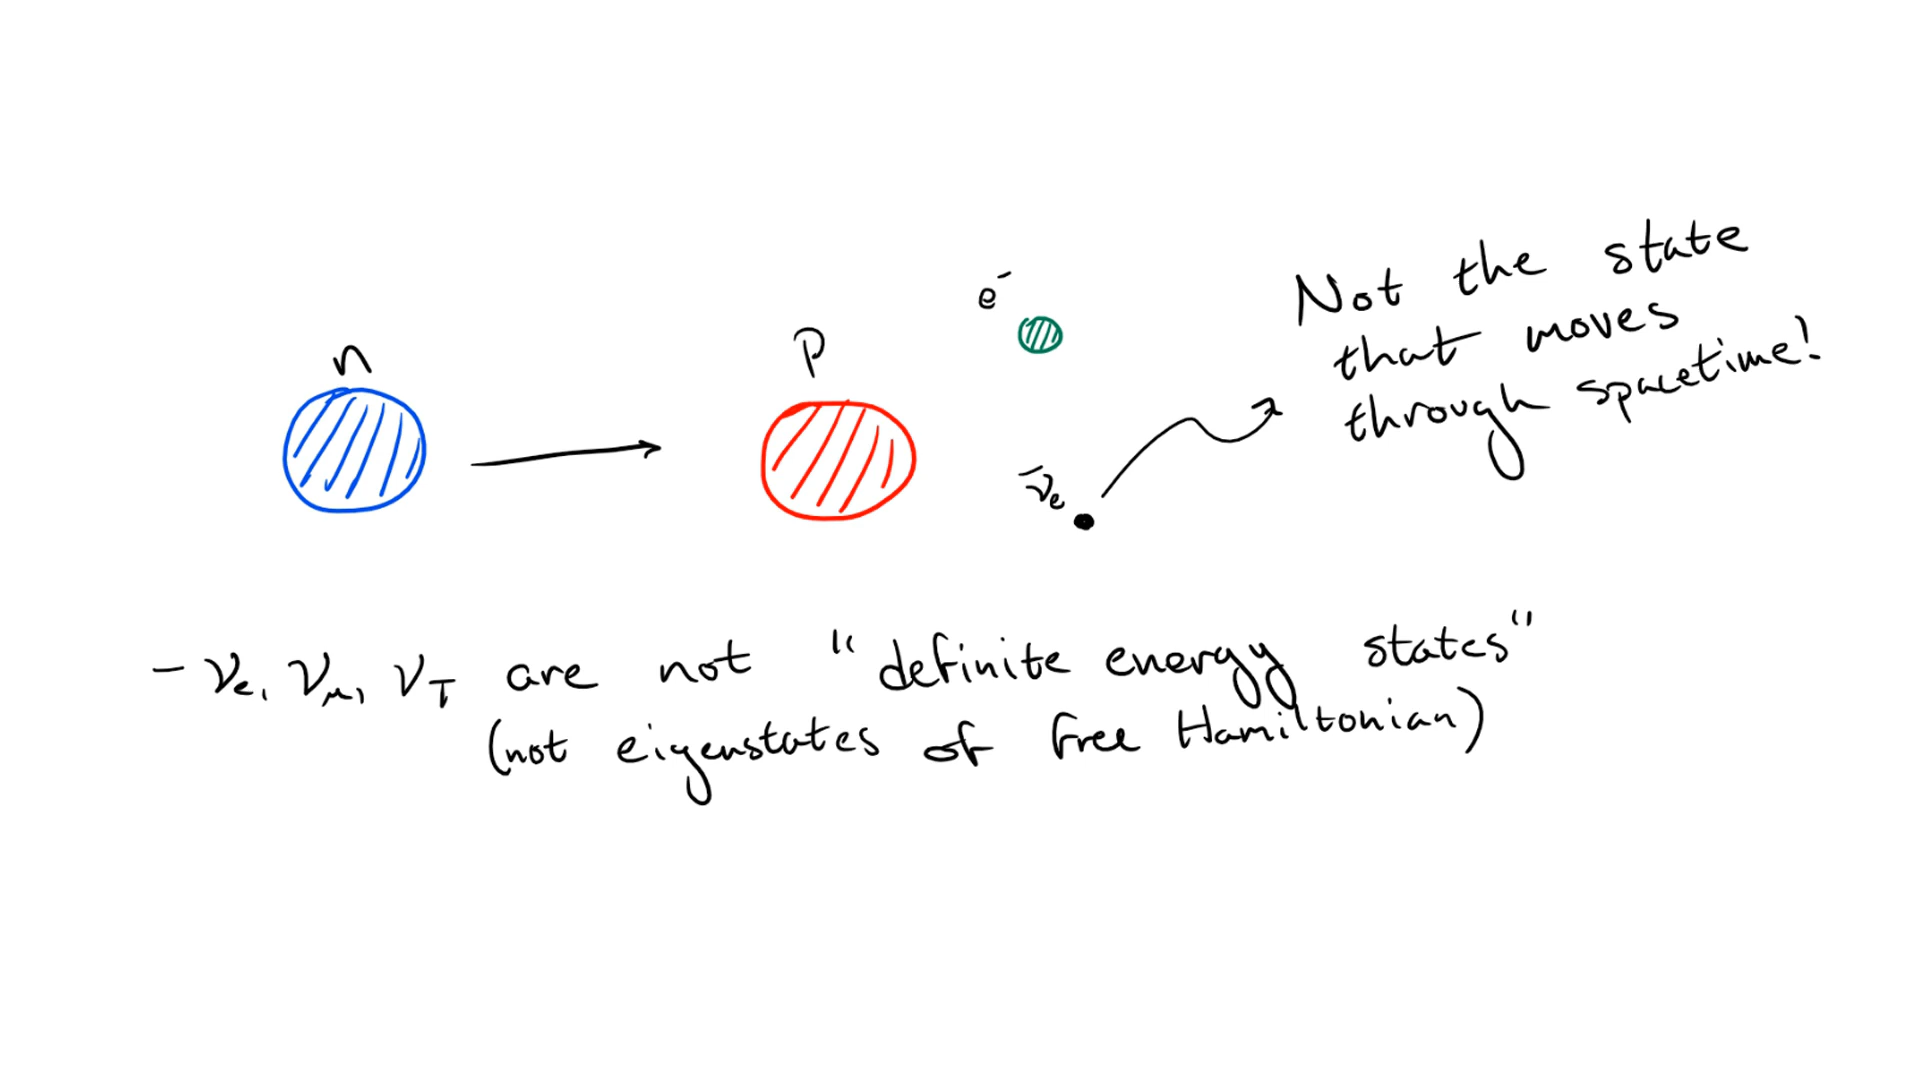 n
p
e⁻
ν̄e
Not the state
that moves
through spacetime!
- νe, νμ, ντ are not "definite energy states"
(not eigenstates of free Hamiltonian)